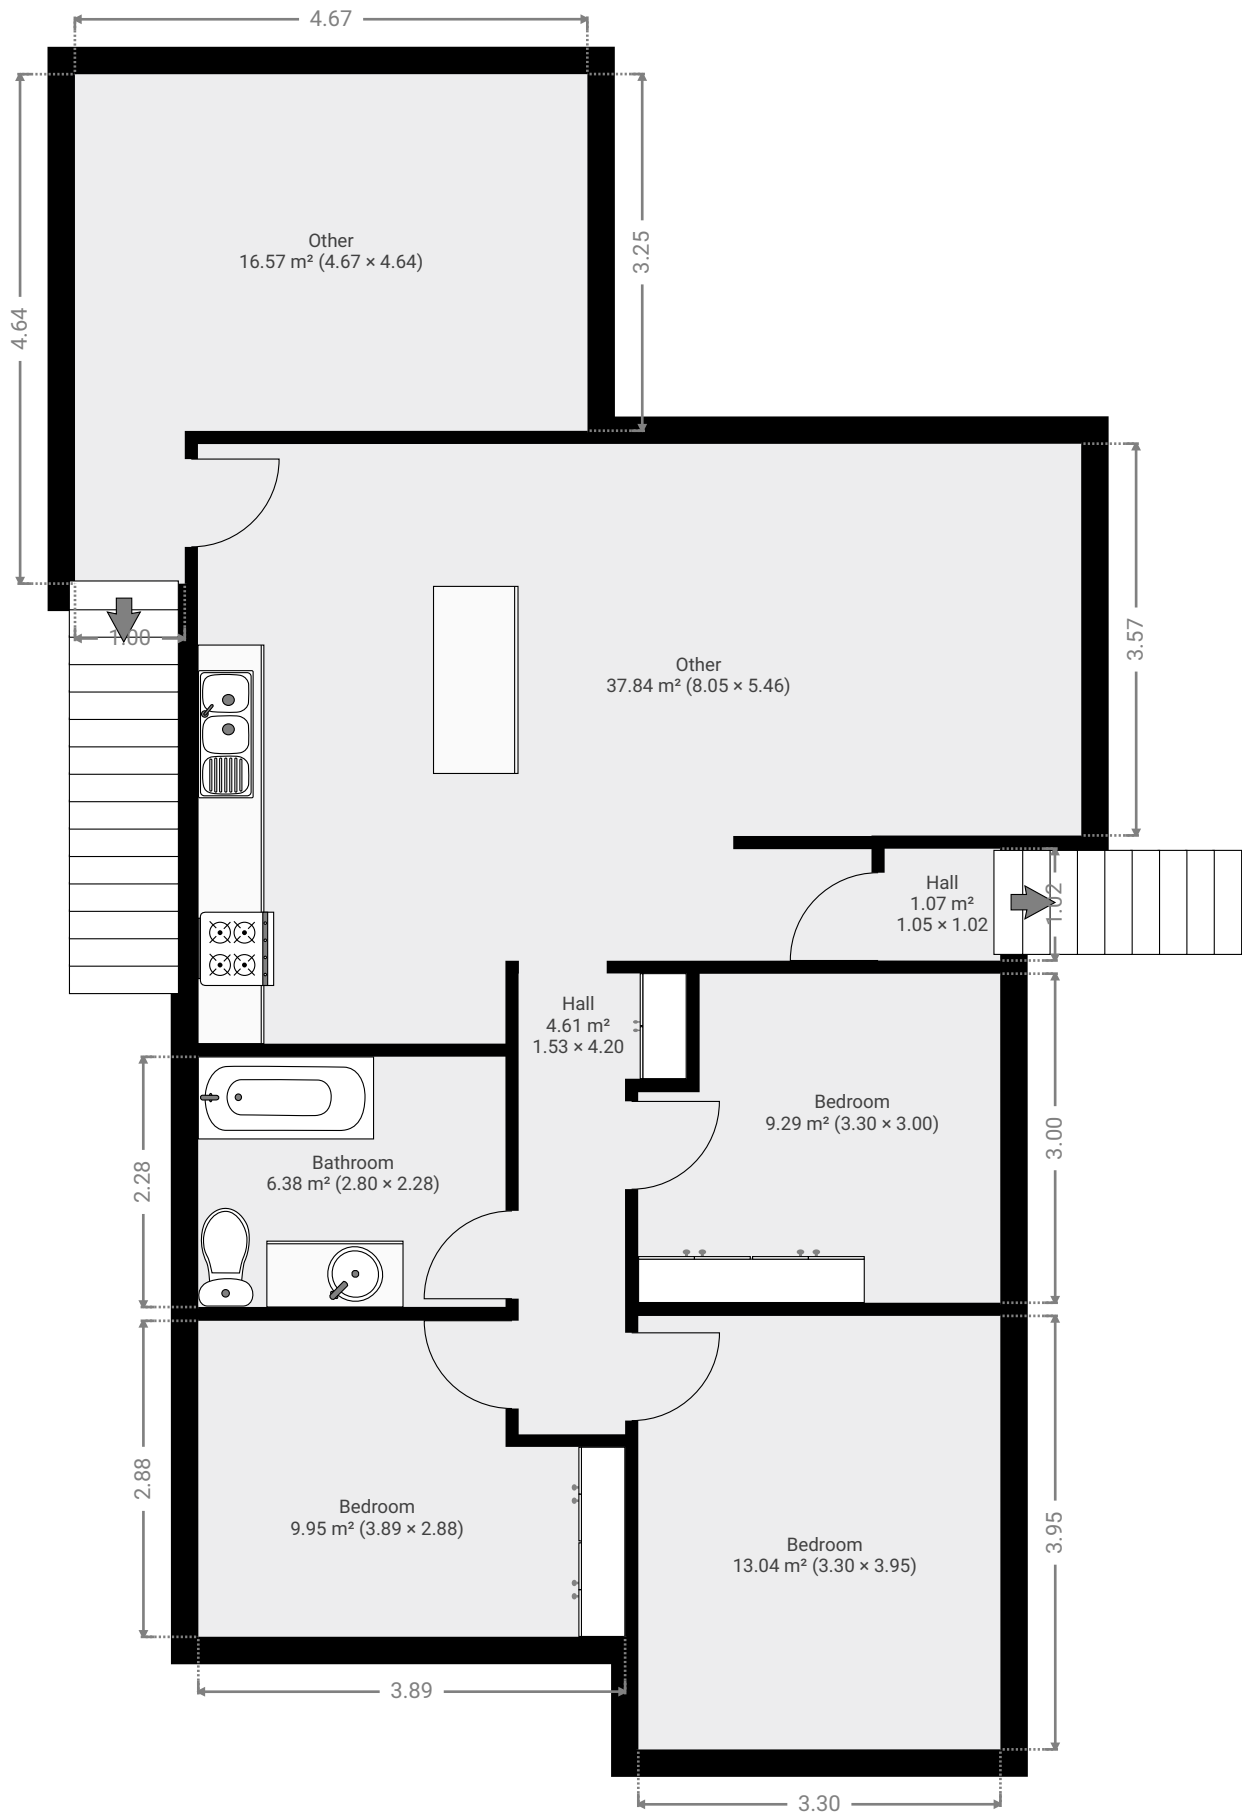 4.67
Other
16.57 m² (4.67 × 4.64)
3.25
4.64
1.00
Other
37.84 m² (8.05 × 5.46)
3.57
Hall
1.07 m²
1.05 × 1.02
1.02
Hall
4.61 m²
1.53 × 4.20
Bedroom
9.29 m² (3.30 × 3.00)
3.00
Bathroom
6.38 m² (2.80 × 2.28)
2.28
2.88
Bedroom
9.95 m² (3.89 × 2.88)
Bedroom
13.04 m² (3.30 × 3.95)
3.95
3.89
3.30